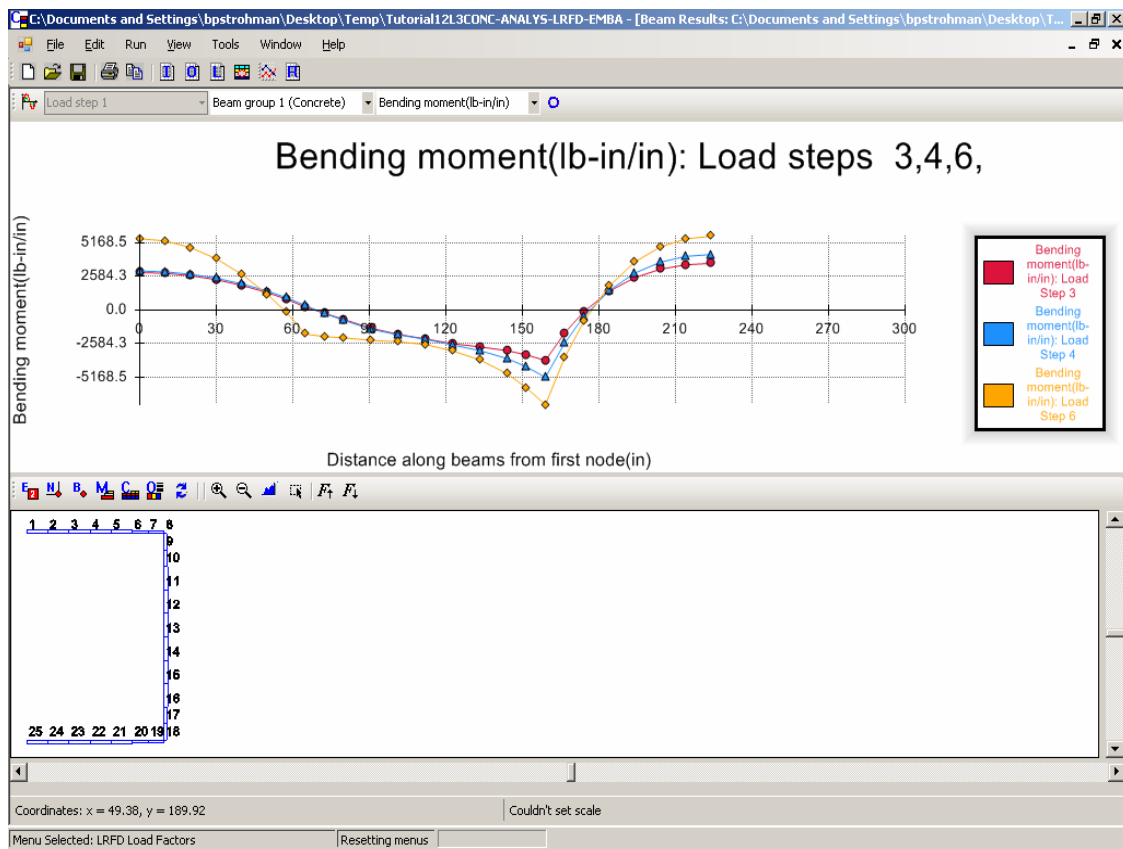 C:\Documents and Settings\bpstrohman\Desktop\Temp\Tutorial12L3CONC-ANALYS-LRFD-EMBA - [Beam Results: C:\Documents and Settings\bpstrohman\Desktop\T...
File Edit Run View Tools Window Help
Load step 1 Beam group 1 (Concrete) Bending moment(lb-in/in)
Bending moment(lb-in/in): Load steps 3,4,6,
Bending moment(lb-in/in)
5168.5
2584.3
0.0
-2584.3
-5168.5
0 30 60 90 120 150 180 210 240 270 300
Distance along beams from first node(in)
Bending
moment(lb-
in/in): Load
Step 3
Bending
moment(lb-
in/in): Load
Step 4
Bending
moment(lb-
in/in): Load
Step 6
1 2 3 4 5 6 7 8
9
10
11
12
13
14
15
16
17
25 24 23 22 21 20 19 18
Coordinates: x = 49.38, y = 189.92 Couldn't set scale
Menu Selected: LRFD Load Factors Resetting menus